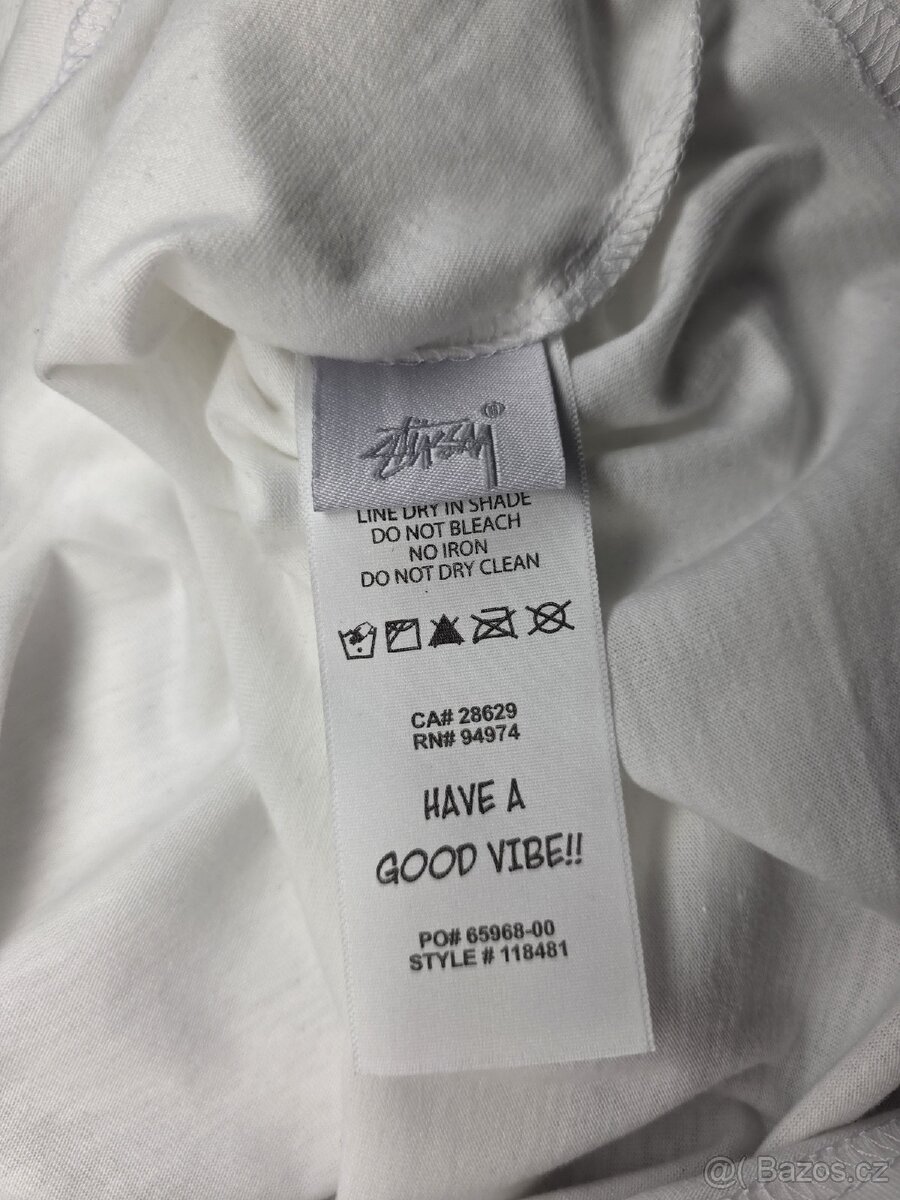 Stüssy®
LINE DRY IN SHADE
DO NOT BLEACH
NO IRON
DO NOT DRY CLEAN
CA# 28629
RN# 94974
HAVE A
GOOD VIBE!!
PO# 65968-00
STYLE # 118481
@( Bazos.cz